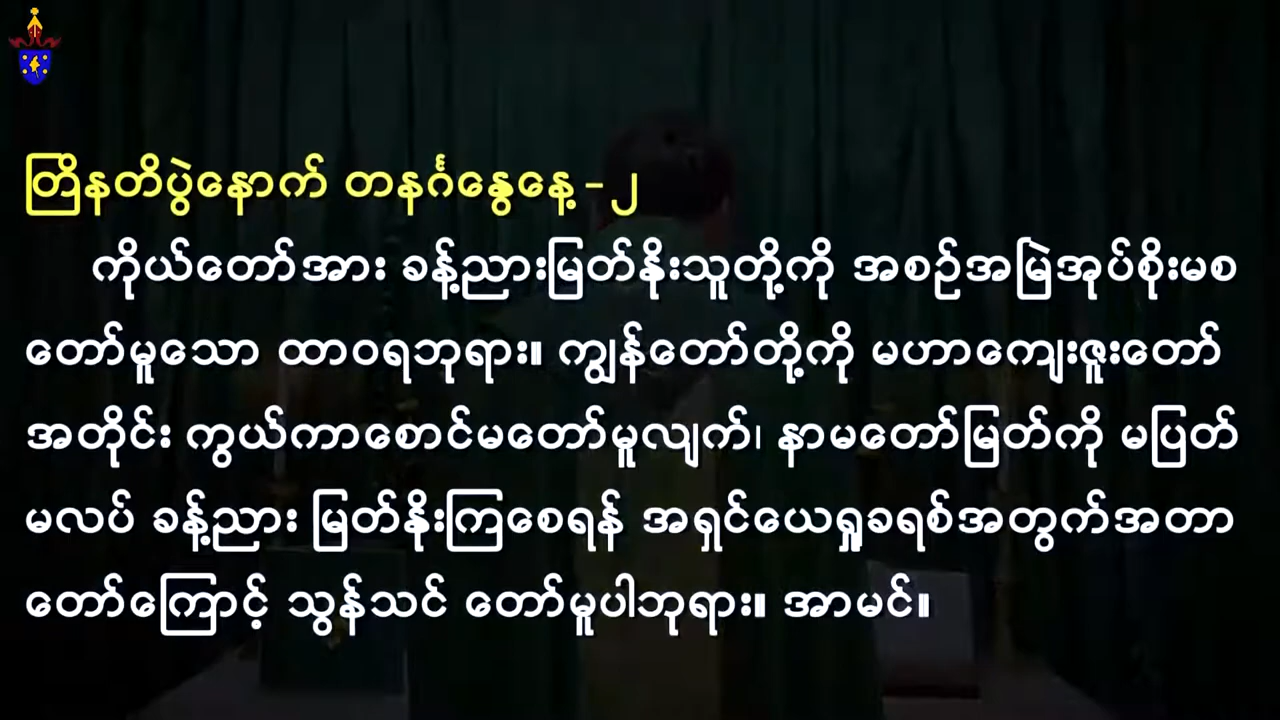 တြိနတိပွဲနောက် တနင်္ဂနွေနေ့ - ၂
ကိုယ်တော်အား ခန့်ညားမြတ်နိုးသူတို့ကို အစဉ်အမြဲအုပ်စိုးမစ
တော်မူသော ထာဝရဘုရား။ ကျွန်တော်တို့ကို မဟာကျေးဇူးတော်
အတိုင်း ကွယ်ကာစောင်မတော်မူလျက်၊ နာမတော်မြတ်ကို မပြတ်
မလပ် ခန့်ညား မြတ်နိုးကြစေရန် အရှင်ယေရှုခရစ်အတွက်အတာ
တော်ကြောင့် သွန်သင် တော်မူပါဘုရား။ အာမင်။